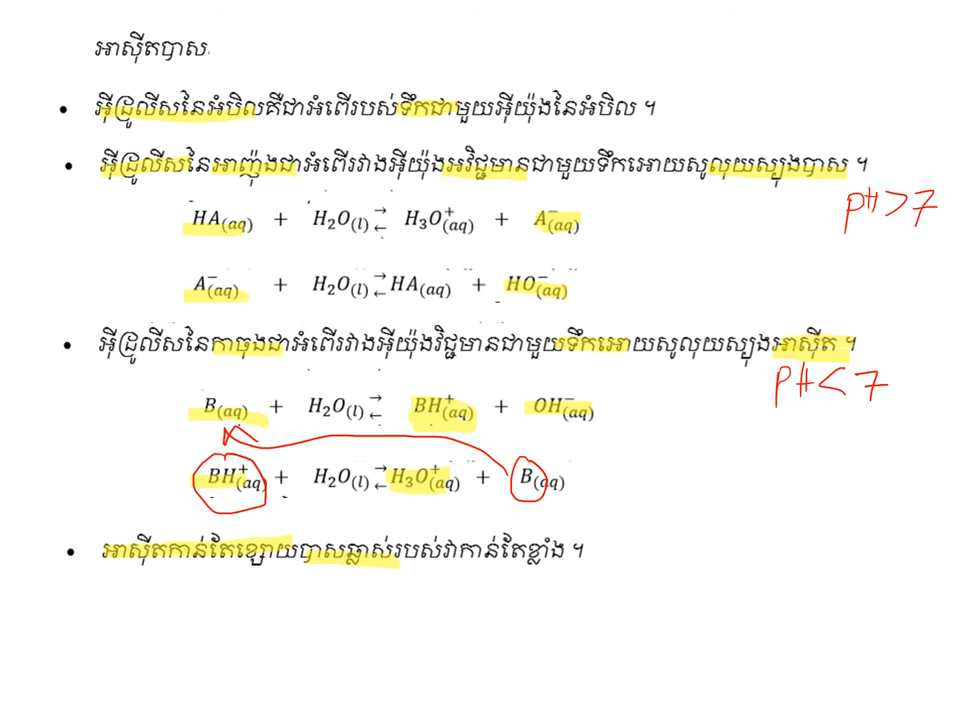 អាស៊ីតបាស
• អ៊ីដ្រូលីសនៃអំបិលគឺជាអំពើរបស់ទឹកជាមួយអ៊ីយ៉ុងនៃអំបិល ។
• អ៊ីដ្រូលីសនៃអាញ៉ុងជាអំពើរវាងអ៊ីយ៉ុងអវិជ្ជមានជាមួយទឹកអោយសូលុយស្យុងបាស ។
pH > 7
HA(aq) + H₂O(l) ⇄ H₃O⁺(aq) + A⁻(aq)
A⁻(aq) + H₂O(l) ⇄ HA(aq) + HO⁻(aq)
• អ៊ីដ្រូលីសនៃកាចុងជាអំពើរវាងអ៊ីយ៉ុងវិជ្ជមានជាមួយទឹកអោយសូលុយស្យុងអាស៊ីត ។
pH < 7
B(aq) + H₂O(l) ⇄ BH⁺(aq) + OH⁻(aq)
BH⁺(aq) + H₂O(l) ⇄ H₃O⁺(aq) + B(aq)
• អាស៊ីតកាន់តែខ្សោយបាសឆ្លាស់របស់វាកាន់តែខ្លាំង ។